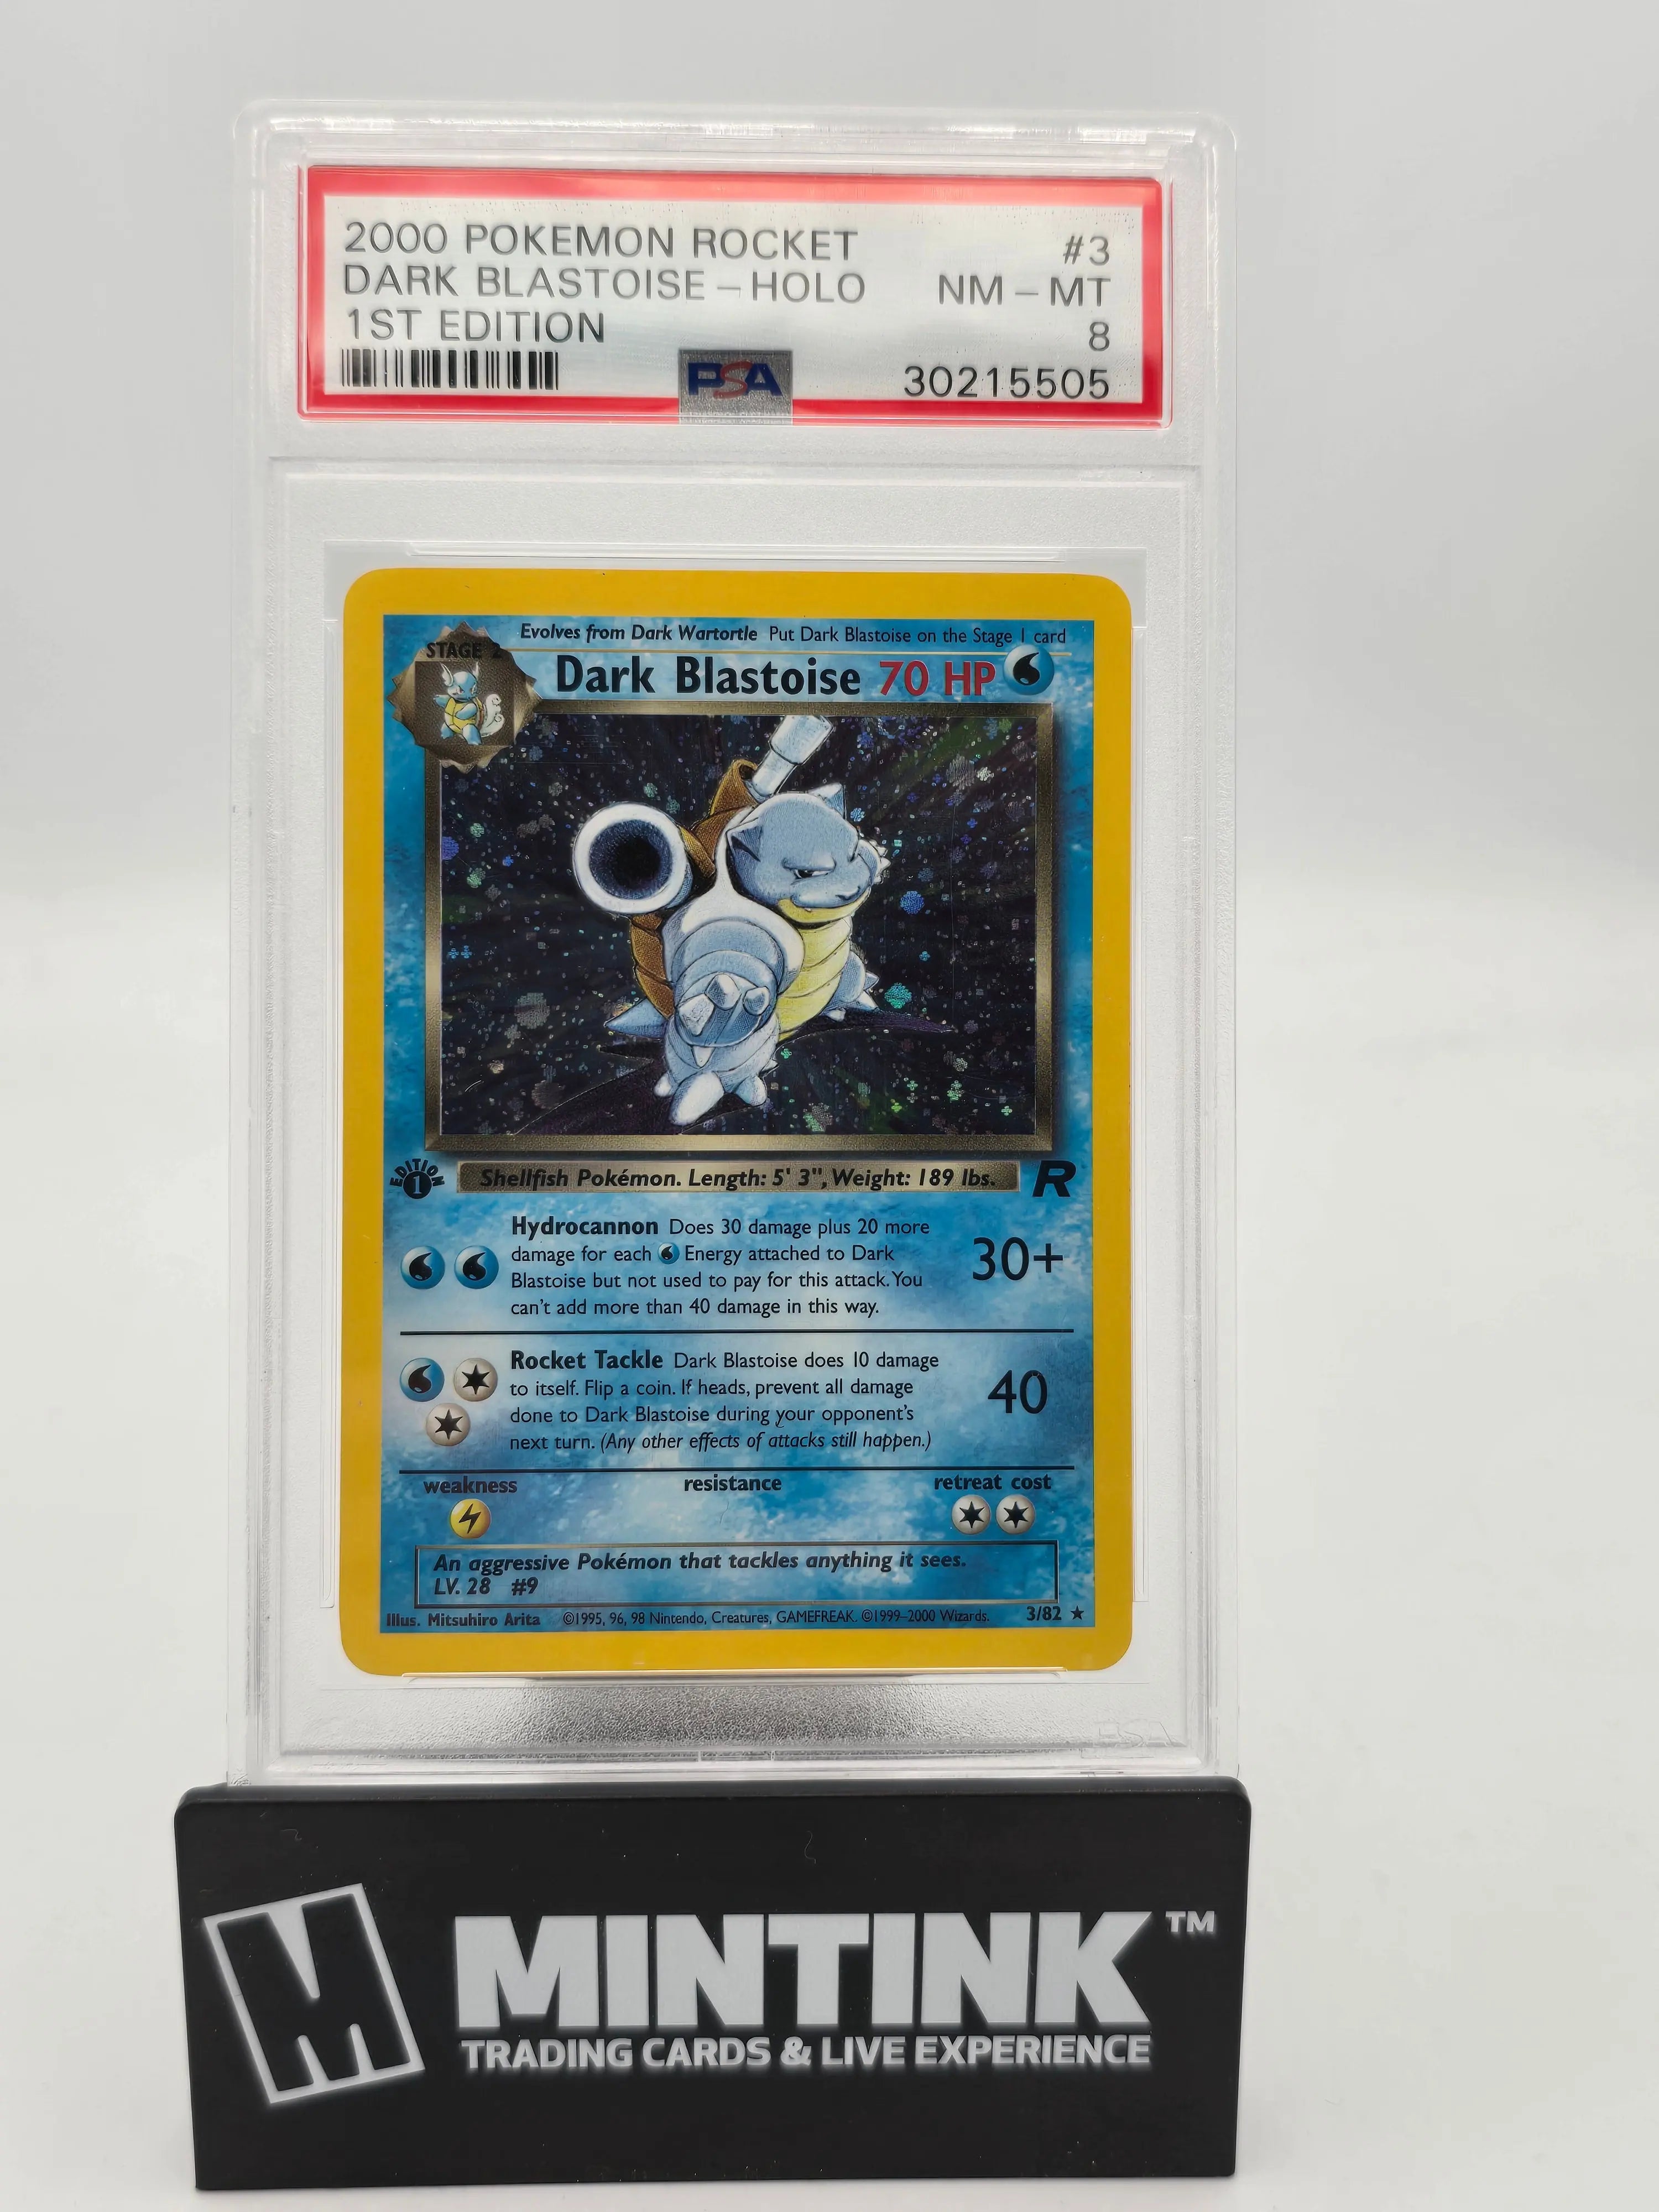 2000 POKEMON ROCKET #3
DARK BLASTOISE - HOLO NM - MT
1ST EDITION 8
PSA 30215505
Evolves from Dark Wartortle Put Dark Blastoise on the Stage 1 card
STAGE 2
Dark Blastoise 70 HP
EDITION
1
Shellfish Pokémon. Length: 5' 3", Weight: 189 lbs.
R
Hydrocannon Does 30 damage plus 20 more
damage for each Energy attached to Dark
Blastoise but not used to pay for this attack. You
can't add more than 40 damage in this way.
30+
Rocket Tackle Dark Blastoise does 10 damage
to itself. Flip a coin. If heads, prevent all damage
done to Dark Blastoise during your opponent's
next turn. (Any other effects of attacks still happen.)
40
weakness resistance retreat cost
An aggressive Pokémon that tackles anything it sees.
LV. 28 #9
Illus. Mitsuhiro Arita ©1995, 96, 98 Nintendo, Creatures, GAMEFREAK. ©1999-2000 Wizards. 3/82 ★
PSA
M MINTINK™
TRADING CARDS & LIVE EXPERIENCE